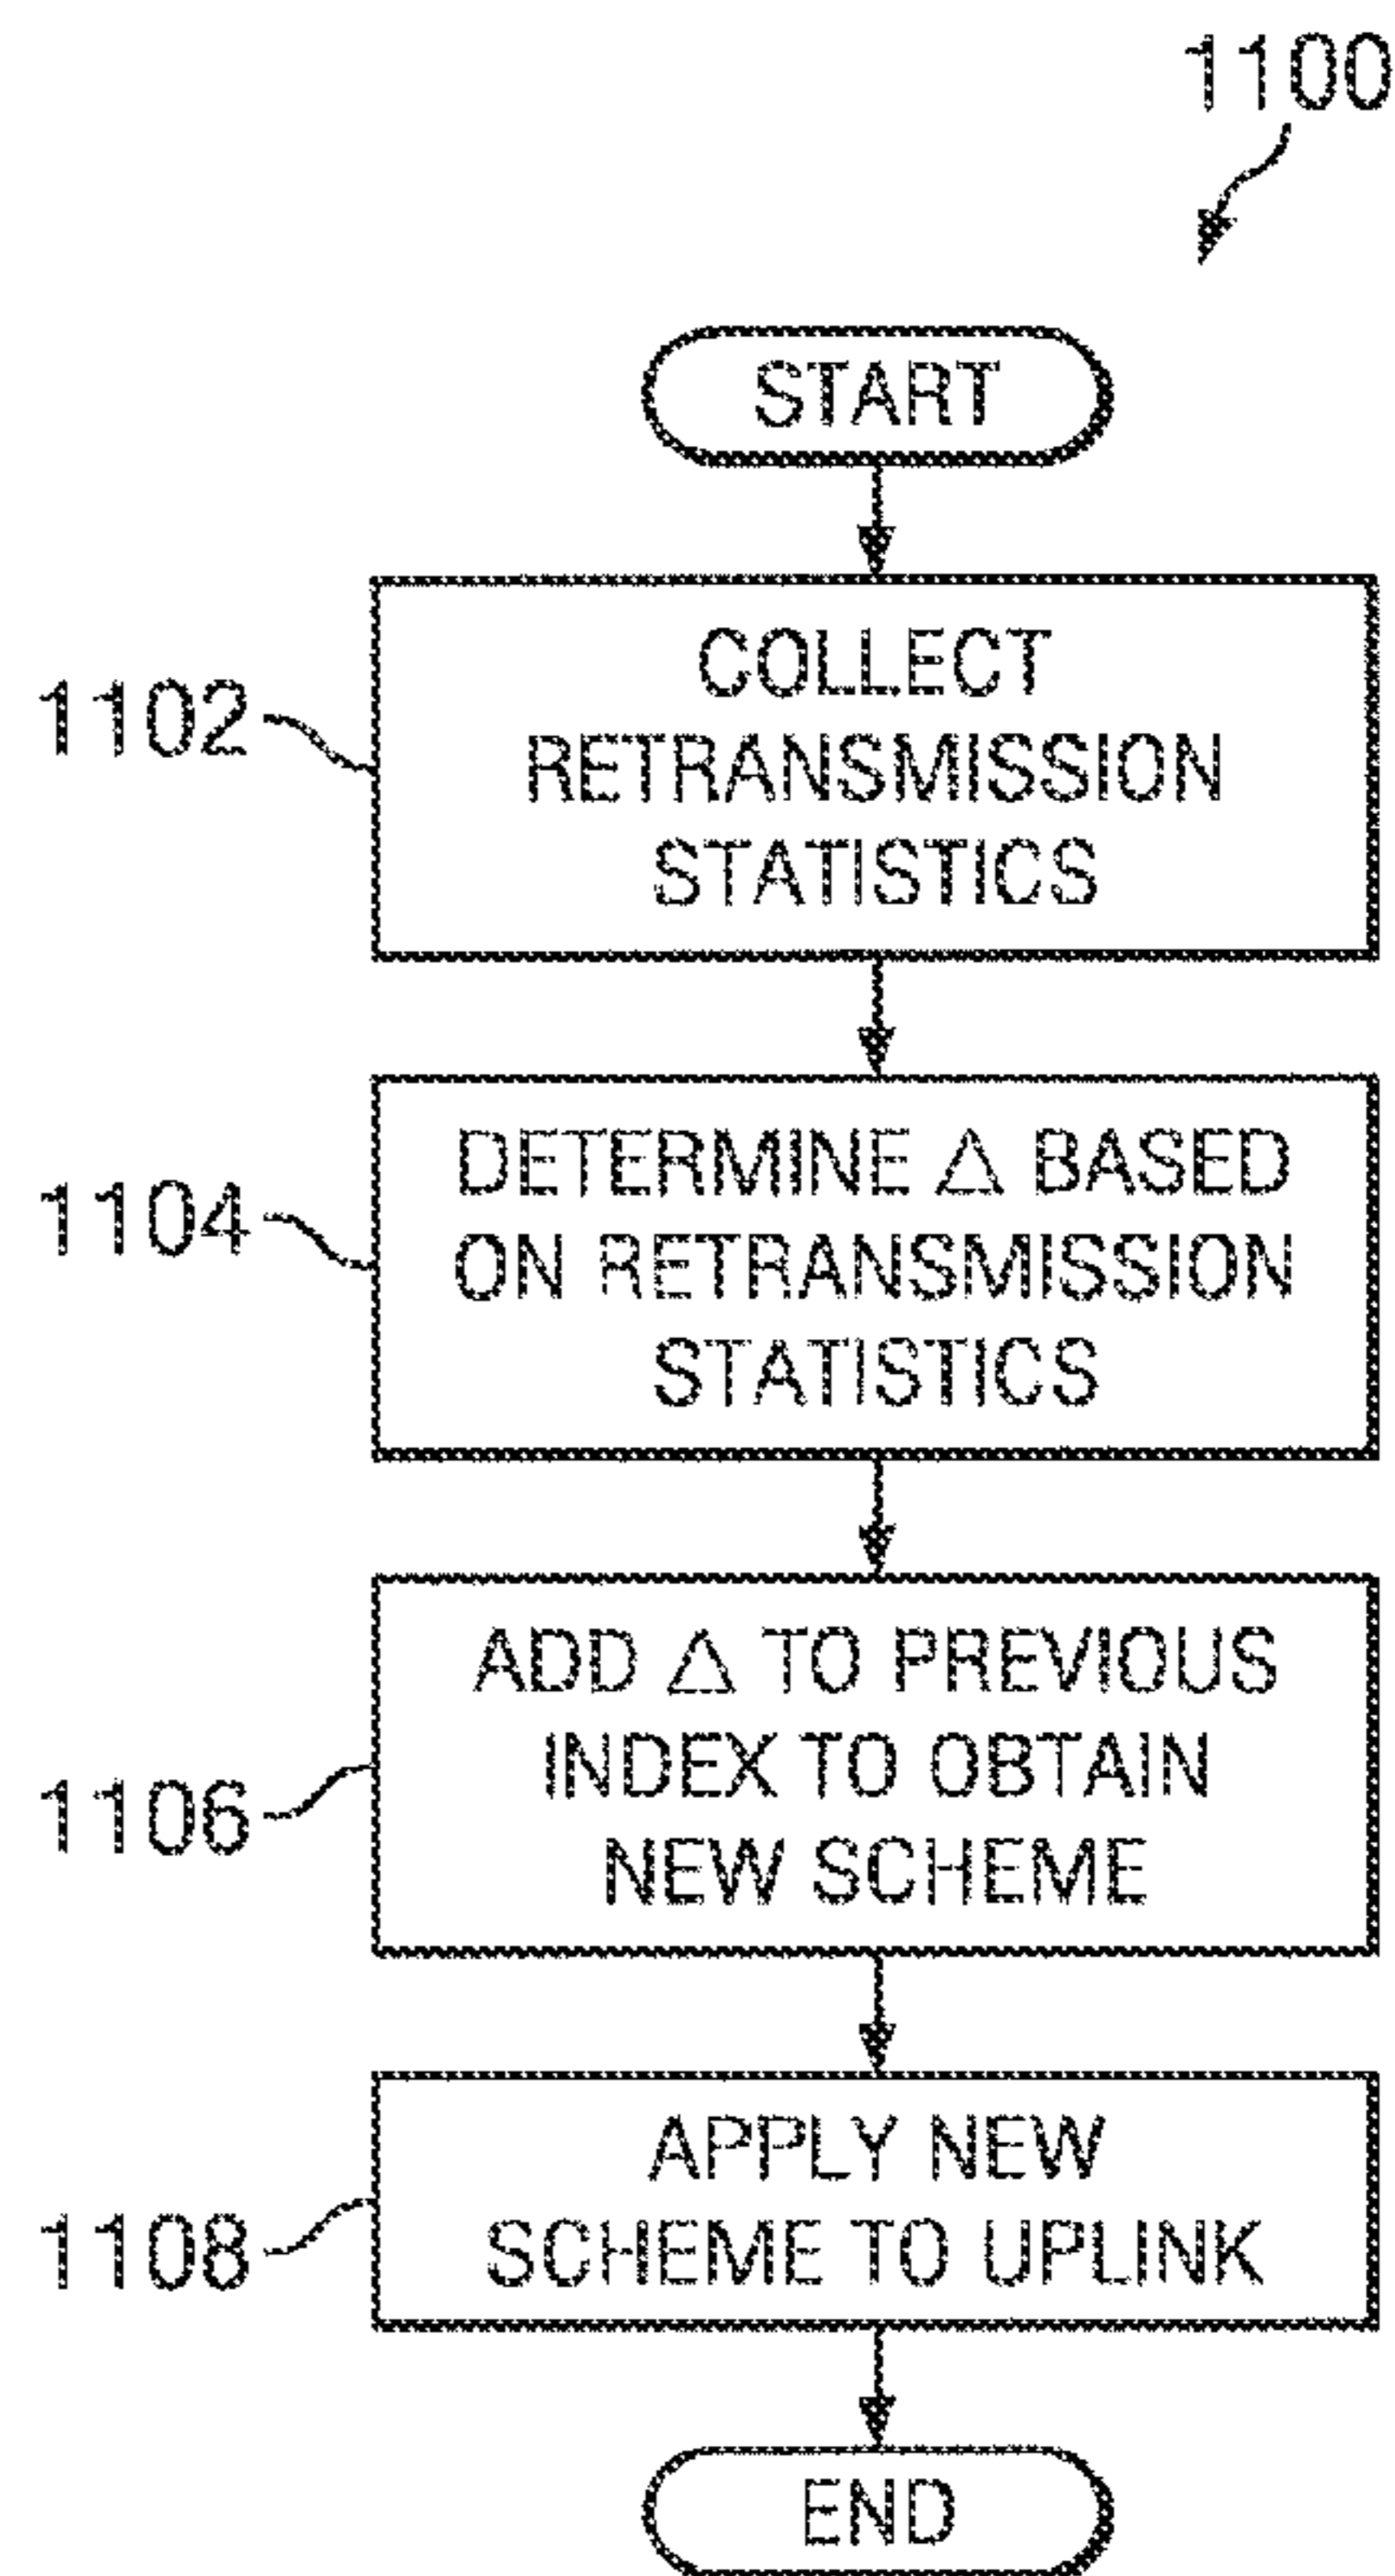 1100
START
1102
COLLECT
RETRANSMISSION
STATISTICS
1104
DETERMINE △ BASED
ON RETRANSMISSION
STATISTICS
1106
ADD △ TO PREVIOUS
INDEX TO OBTAIN
NEW SCHEME
1108
APPLY NEW
SCHEME TO UPLINK
END